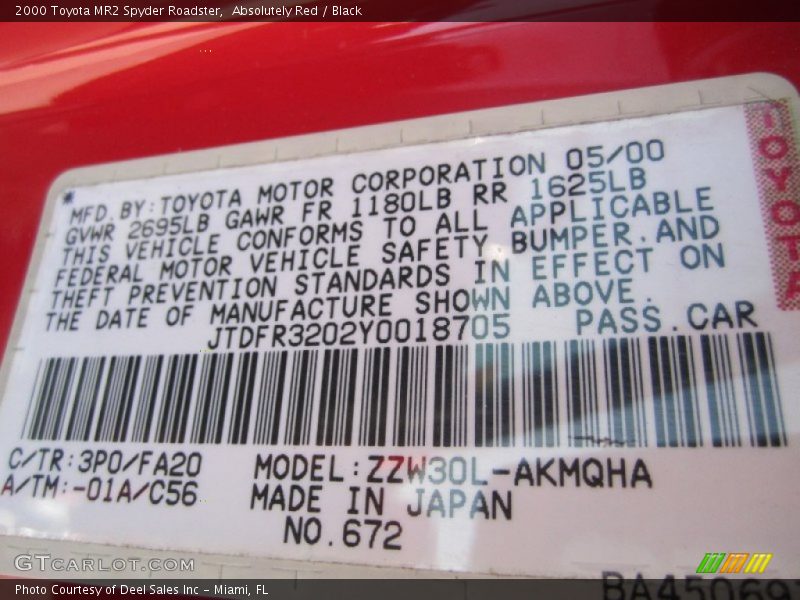 2000 Toyota MR2 Spyder Roadster,  Absolutely Red / Black
MFD. BY: TOYOTA MOTOR CORPORATION 05/00
GVWR 2695LB GAWR FR 1180LB RR 1625LB
THIS VEHICLE CONFORMS TO ALL APPLICABLE
FEDERAL MOTOR VEHICLE SAFETY BUMPER, AND
THEFT PREVENTION STANDARDS IN EFFECT ON
THE DATE OF MANUFACTURE SHOWN ABOVE.
JTDFR3202Y0018705 PASS. CAR
TOYOTA
C/TR: 3P0/FA20 MODEL: ZZW30L-AKMQHA
A/TM: -01A/C56 MADE IN JAPAN
NO. 672
GTCARLOT.COM
BA45069
Photo Courtesy of Deel Sales Inc - Miami, FL